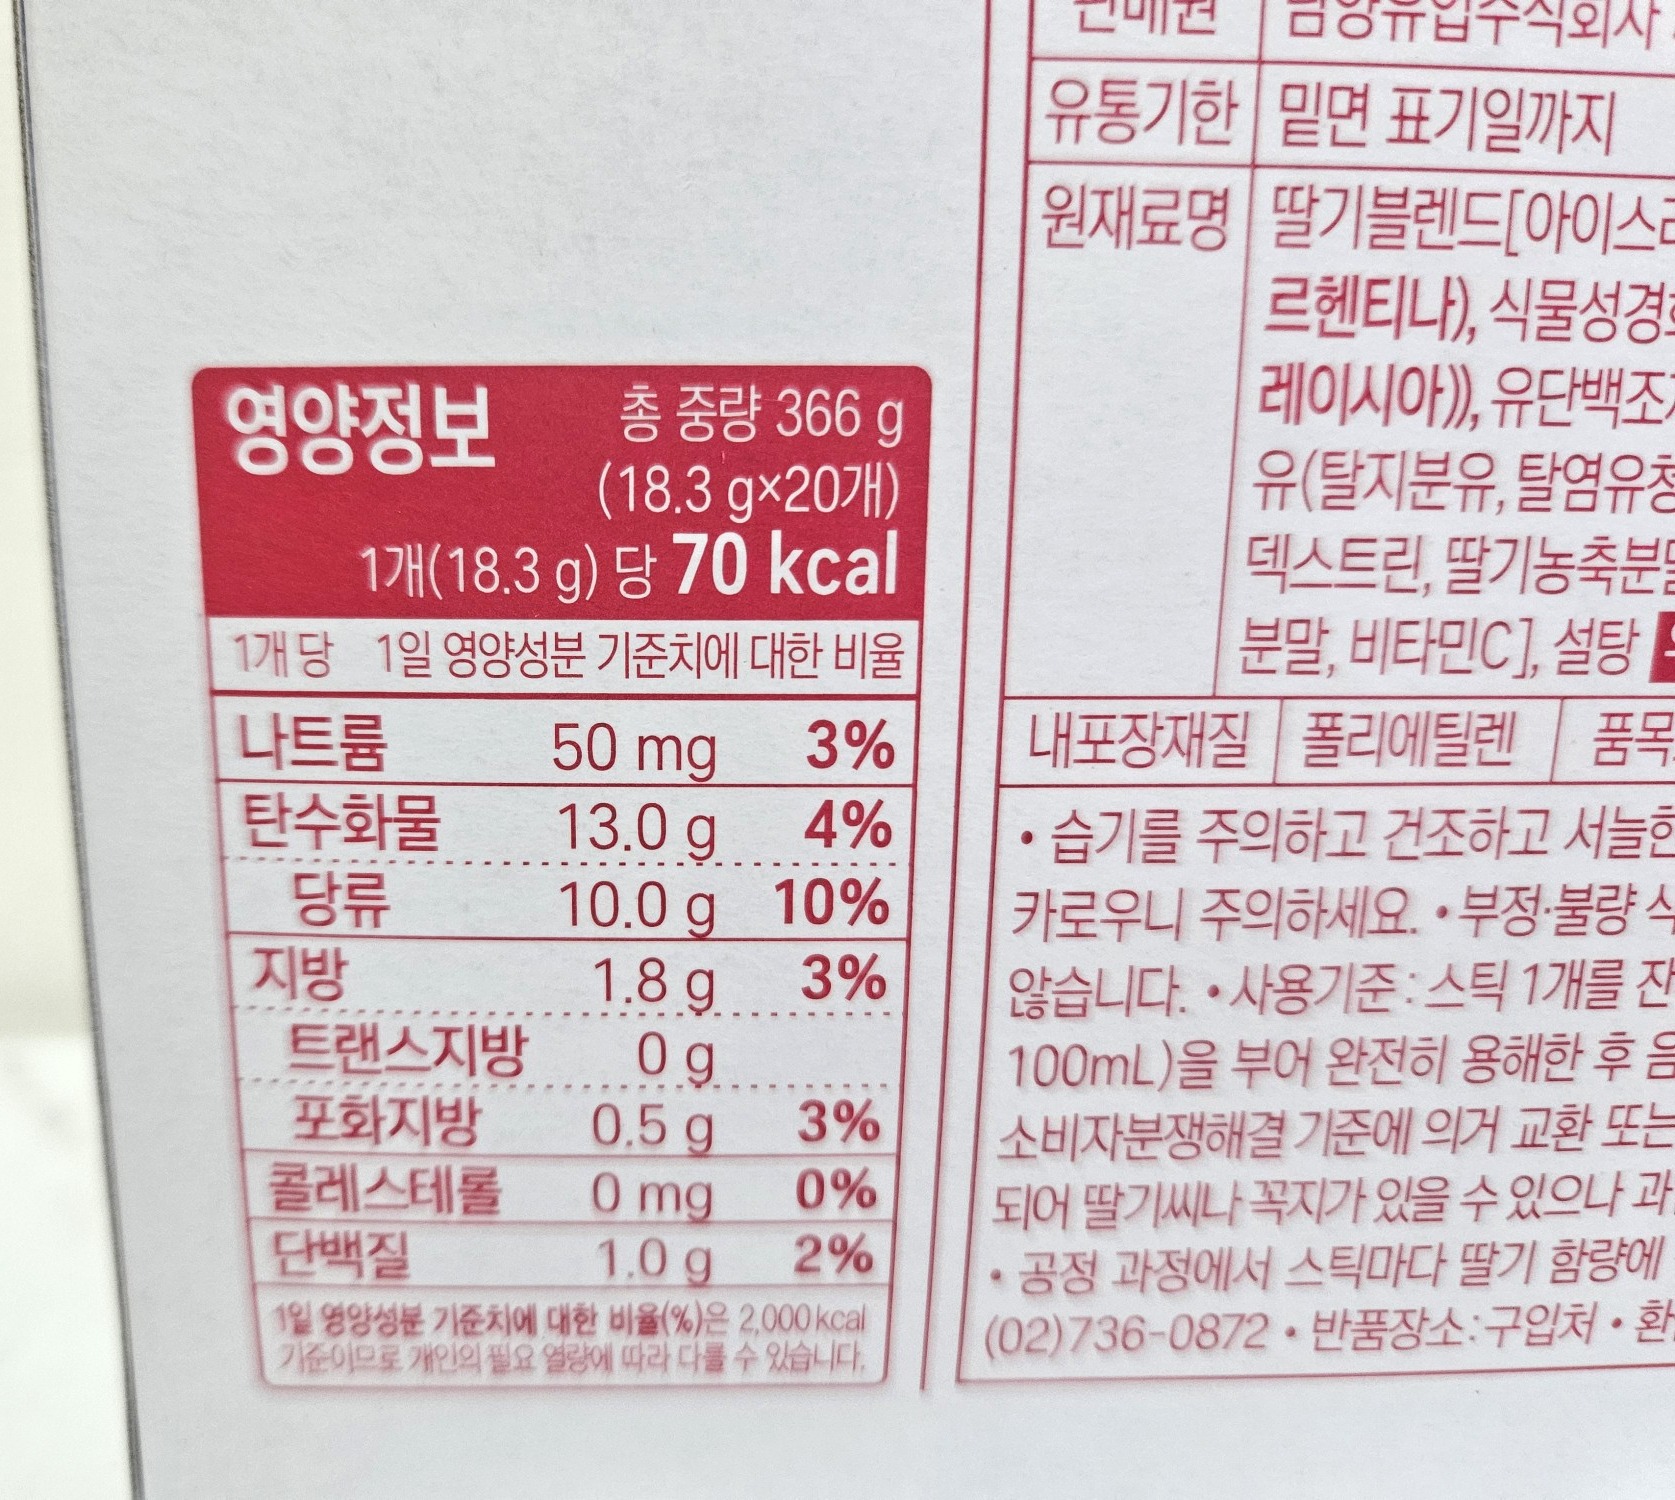 영양정보
총 중량 366 g
(18.3 g×20개)
1개(18.3 g) 당 70 kcal
1개 당 1일 영양성분 기준치에 대한 비율
나트륨 50 mg 3%
탄수화물 13.0 g 4%
당류 10.0 g 10%
지방 1.8 g 3%
트랜스지방 0 g
포화지방 0.5 g 3%
콜레스테롤 0 mg 0%
단백질 1.0 g 2%
1일 영양성분 기준치에 대한 비율(%)은 2,000 kcal
기준이므로 개인의 필요 열량에 따라 다를 수 있습니다.
판매원 남양유업주식회사
유통기한 밑면 표기일까지
원재료명 딸기블렌드[아이스
르헨티나), 식물성경
레이시아)), 유단백조
유(탈지분유, 탈염유청
덱스트린, 딸기농축분말
분말, 비타민C], 설탕
내포장재질 폴리에틸렌 품목
• 습기를 주의하고 건조하고 서늘한
카로우니 주의하세요. • 부정·불량 식
않습니다. • 사용기준 : 스틱 1개를 잔
100mL)을 부어 완전히 용해한 후 음
소비자분쟁해결 기준에 의거 교환 또는
되어 딸기씨나 꼭지가 있을 수 있으나 과
• 공정 과정에서 스틱마다 딸기 함량에
(02)736-0872 • 반품장소:구입처 • 환